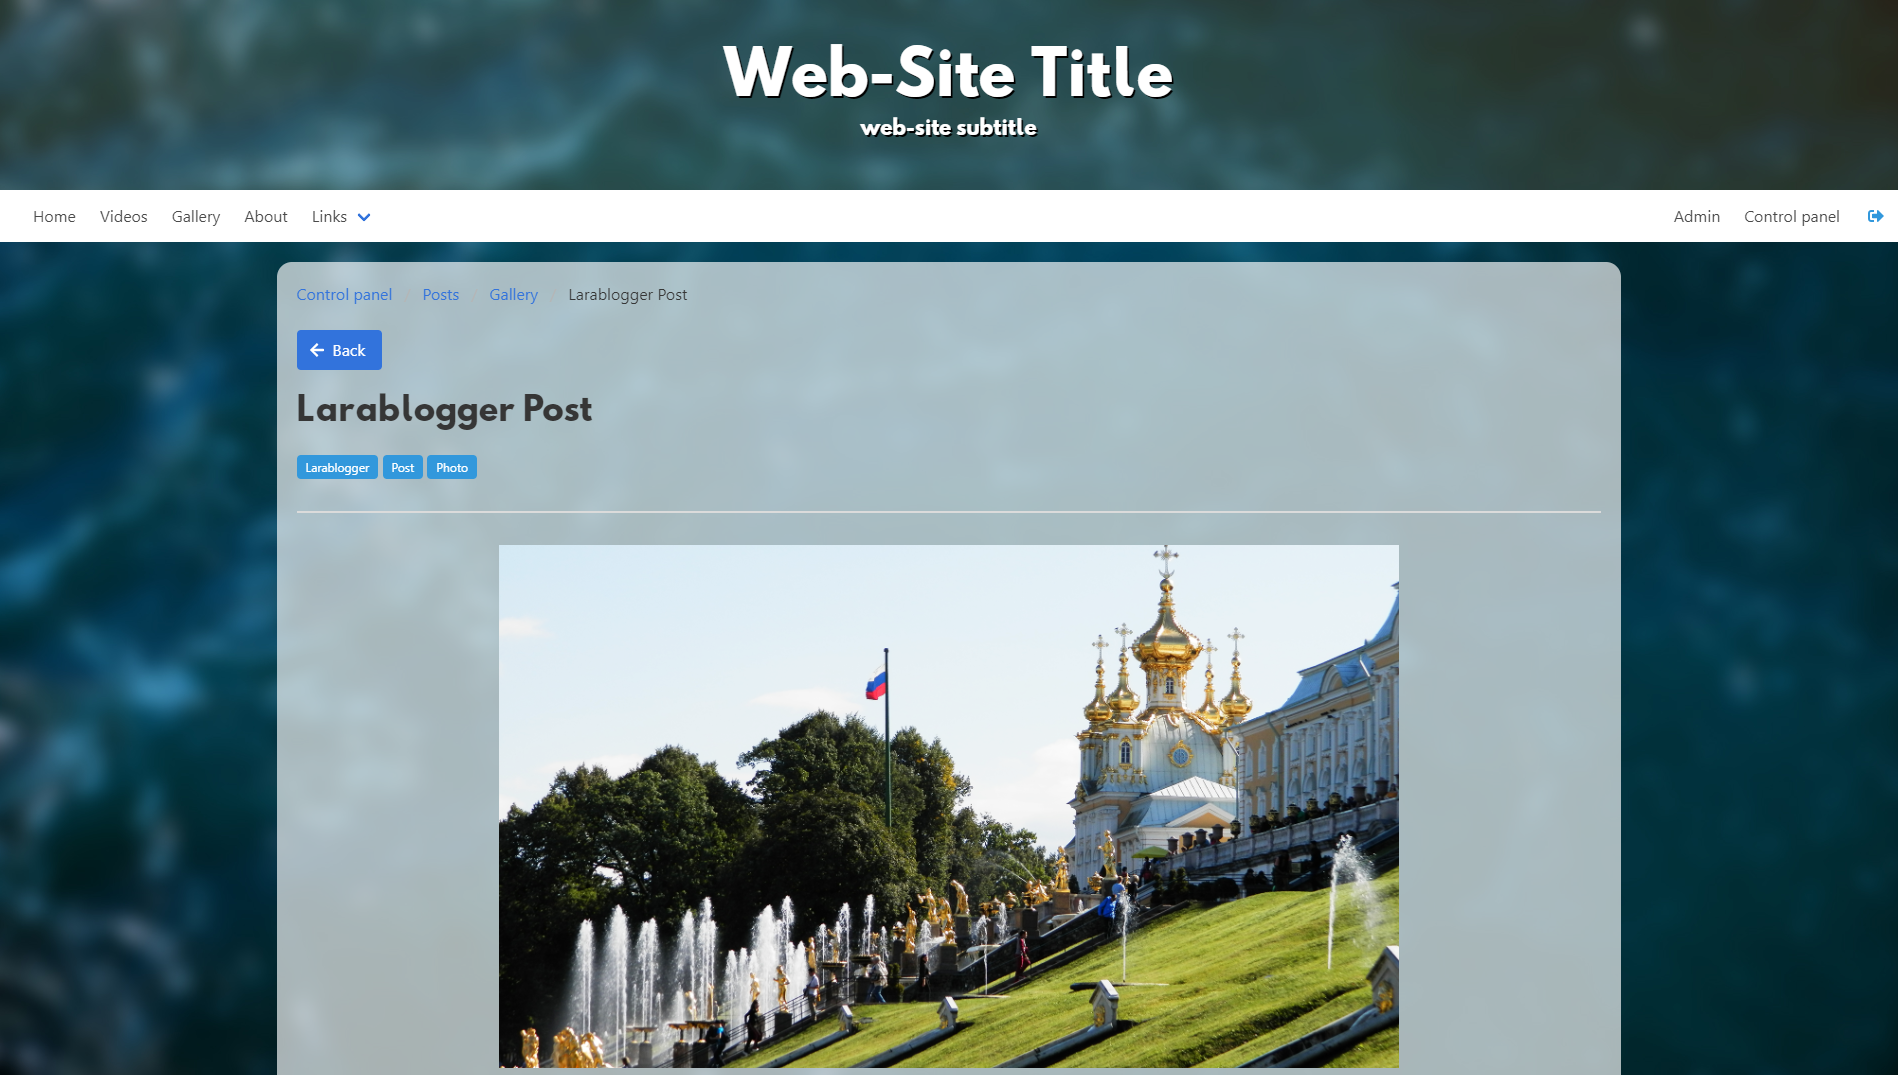 Web-Site Title
web-site subtitle
Home Videos Gallery About Links Admin Control panel
Control panel Posts Gallery Larablogger Post
Back
Larablogger Post
Larablogger Post Photo